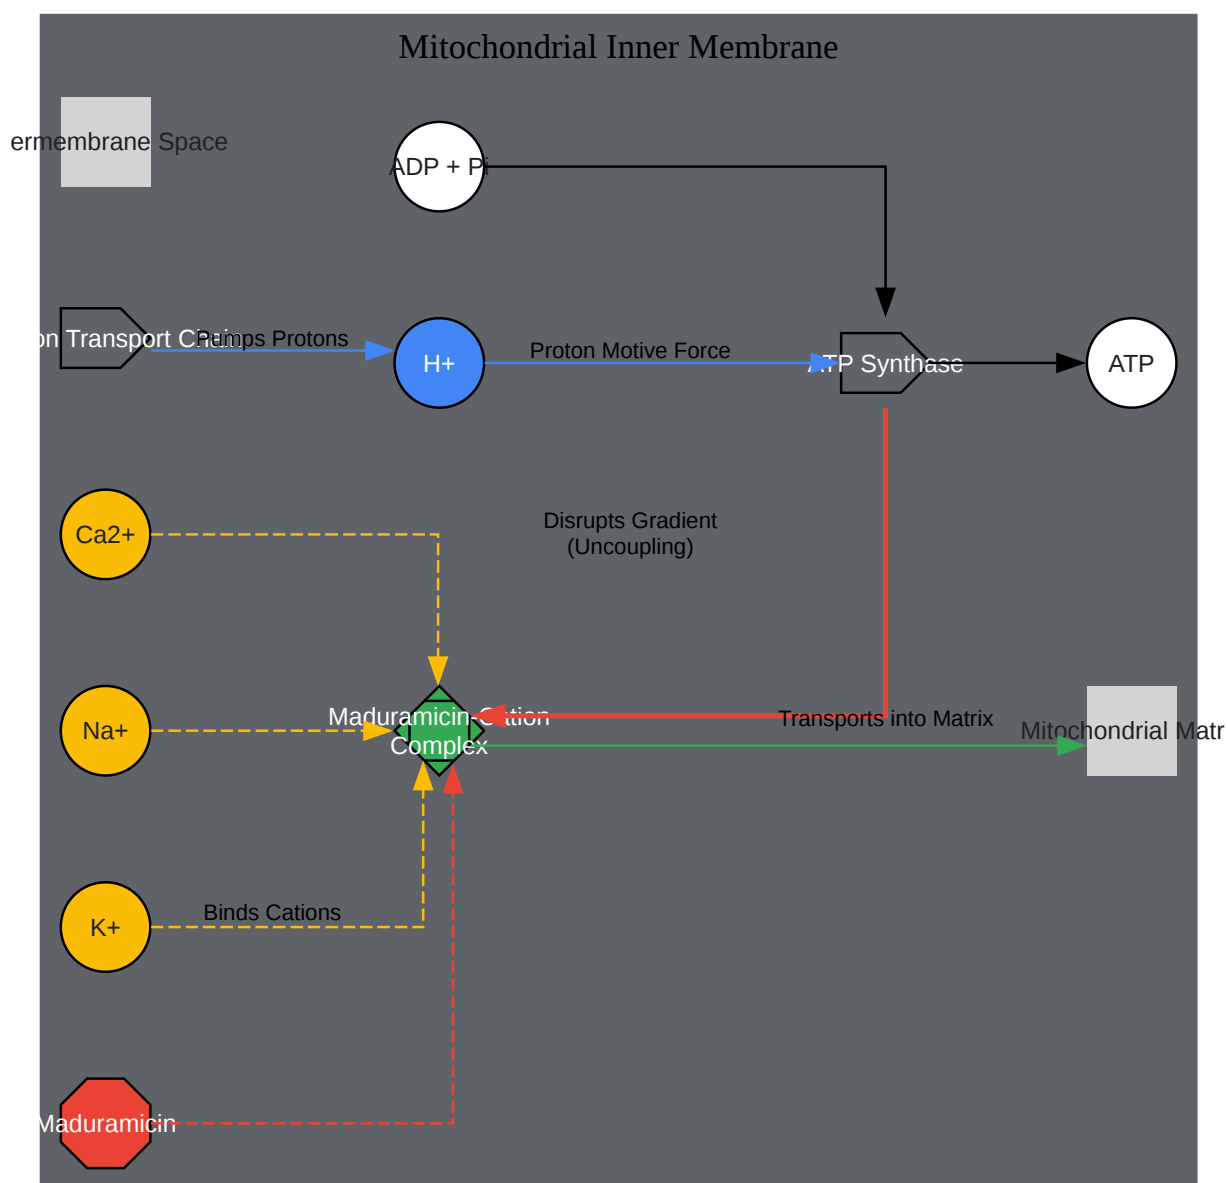 Mitochondrial Inner Membrane
ermembrane Space
ADP + Pi
on Transport Chain
Pumps Protons
H+
Proton Motive Force
ATP Synthase
ATP
Ca2+
Disrupts Gradient
(Uncoupling)
Na+
Maduramicin-Cation
Complex
Transports into Matrix
Mitochondrial Matr
K+
Binds Cations
Maduramicin